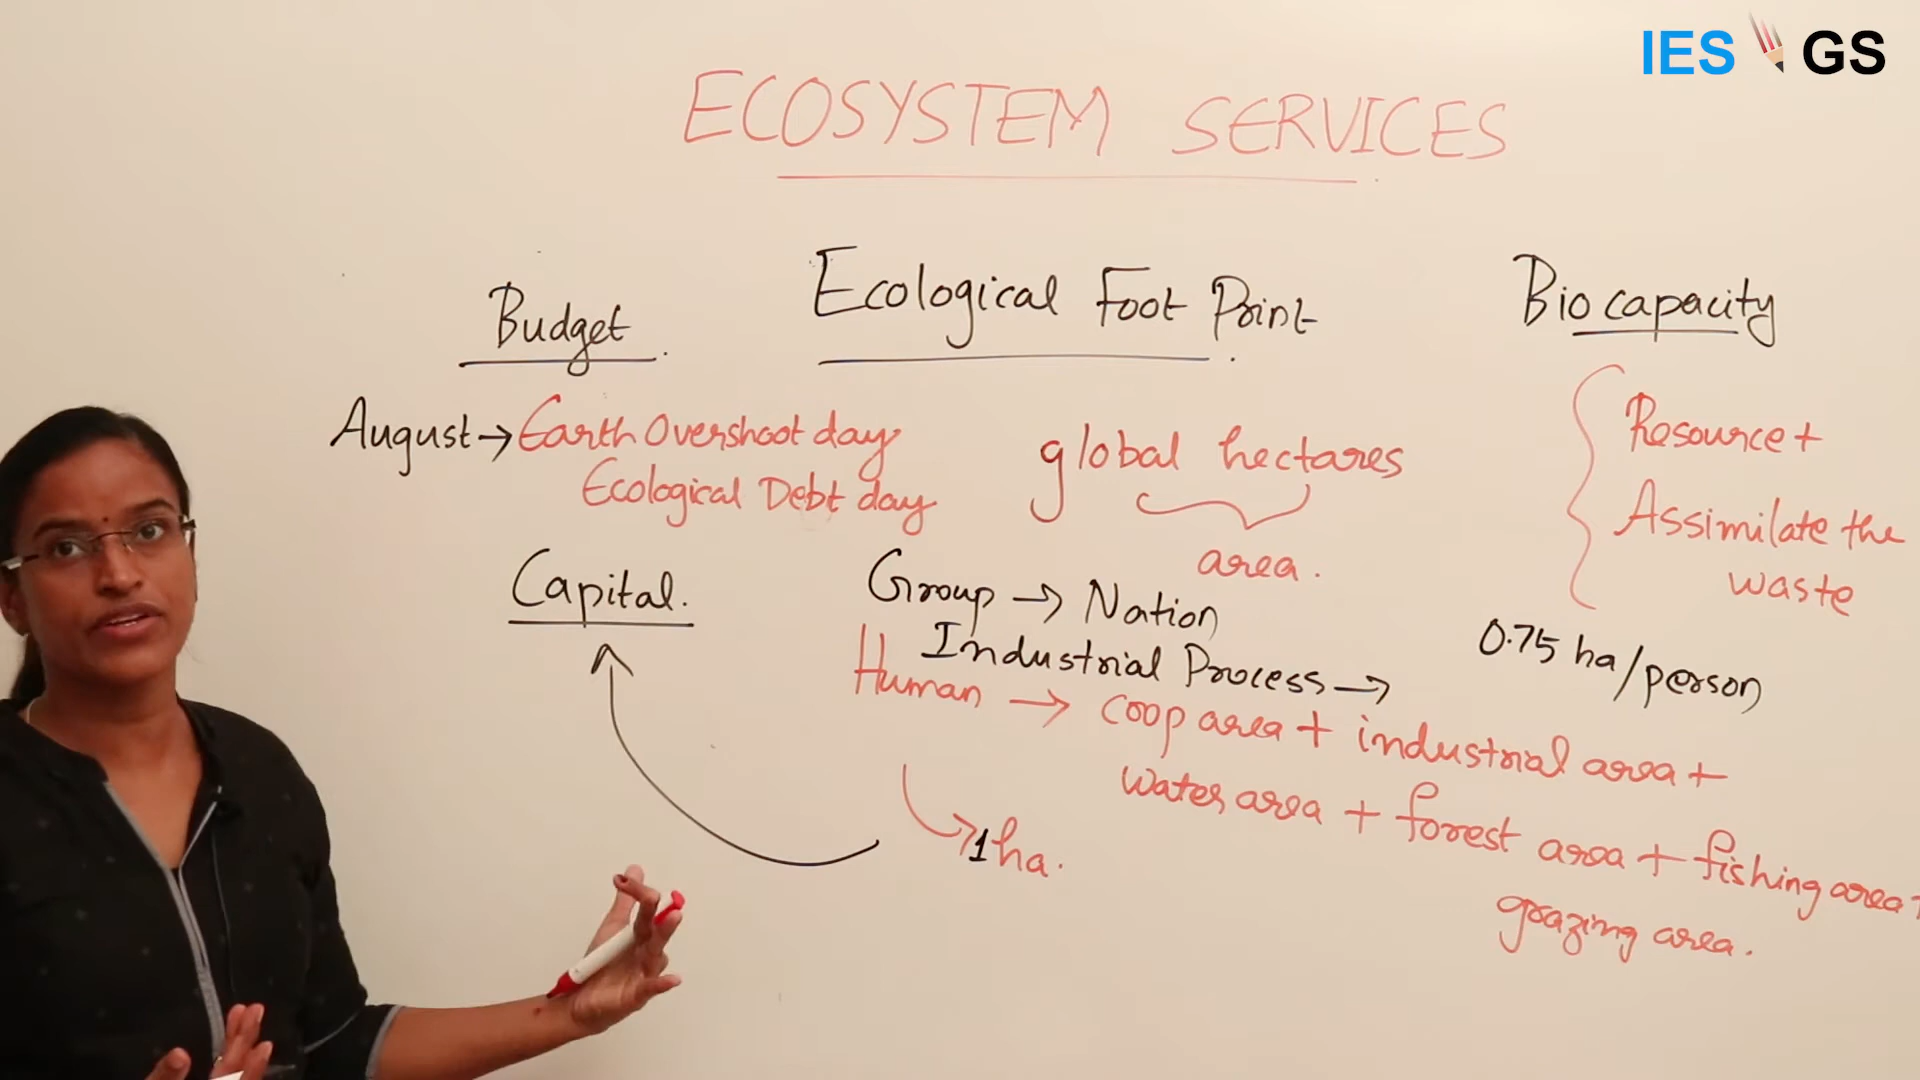 IES GS
ECOSYSTEM SERVICES
Budget
Ecological Foot Print
Bio capacity
August → Earth Overshoot day
Ecological Debt day
global hectares
area.
Resource +
Assimilate the
waste
Capital.
Group → Nation
Industrial Process →
0.75 ha/person
Human → coop area + industrial area +
water area + forest area + fishing area +
grazing area.
1 ha.